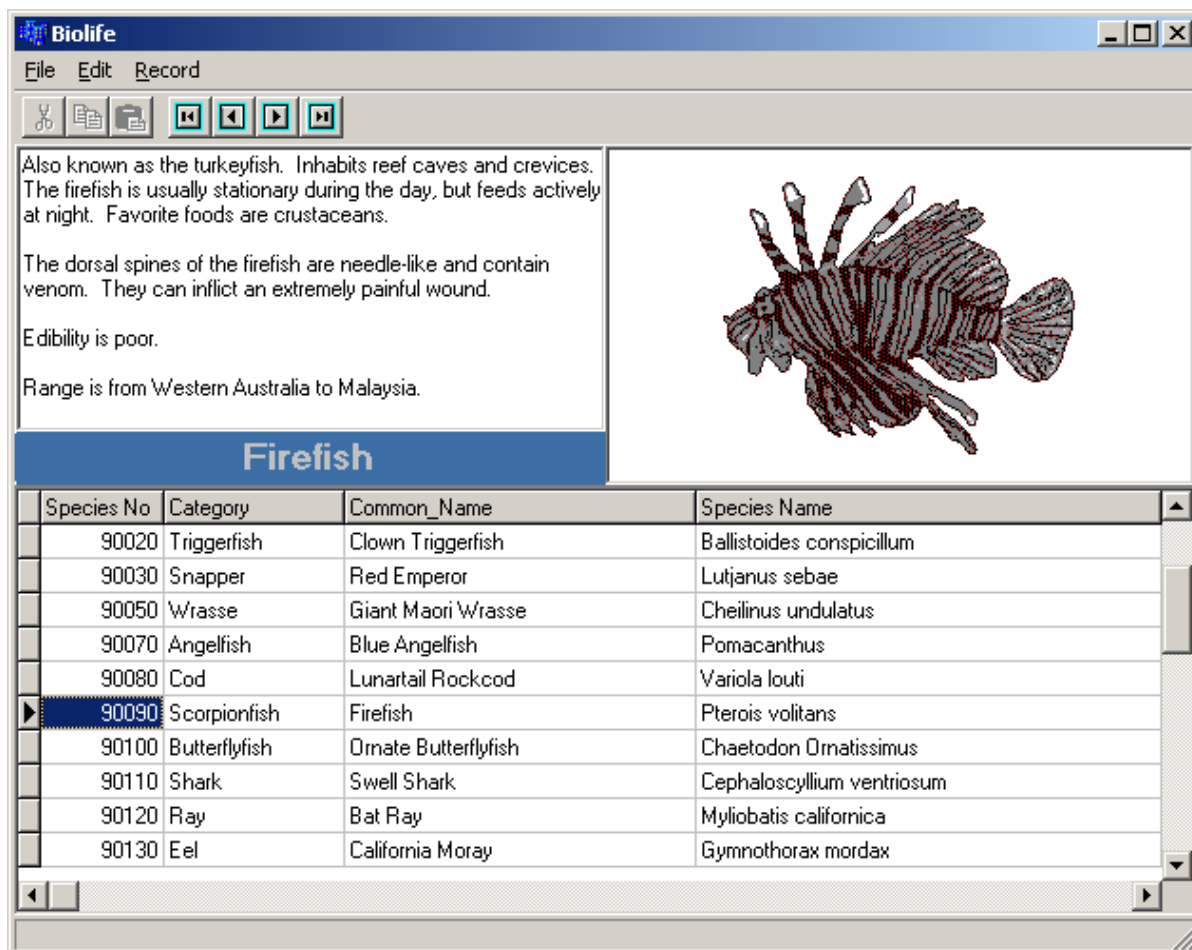 Biolife
File Edit Record
Also known as the turkeyfish.  Inhabits reef caves and crevices.
The firefish is usually stationary during the day, but feeds actively
at night.  Favorite foods are crustaceans.
The dorsal spines of the firefish are needle-like and contain
venom.  They can inflict an extremely painful wound.
Edibility is poor.
Range is from Western Australia to Malaysia.
Firefish
Species No Category Common_Name Species Name
90020 Triggerfish Clown Triggerfish Ballistoides conspicillum
90030 Snapper Red Emperor Lutjanus sebae
90050 Wrasse Giant Maori Wrasse Cheilinus undulatus
90070 Angelfish Blue Angelfish Pomacanthus
90080 Cod Lunartail Rockcod Variola louti
90090 Scorpionfish Firefish Pterois volitans
90100 Butterflyfish Ornate Butterflyfish Chaetodon Ornatissimus
90110 Shark Swell Shark Cephaloscyllium ventriosum
90120 Ray Bat Ray Myliobatis californica
90130 Eel California Moray Gymnothorax mordax